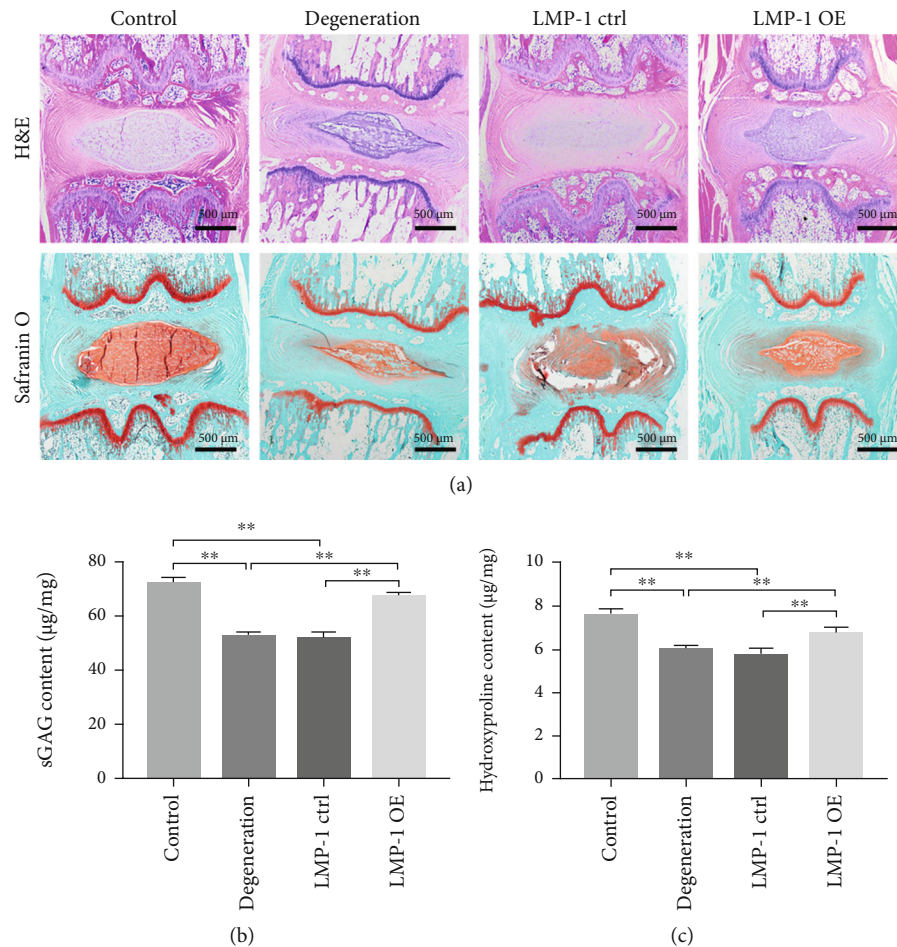 Control Degeneration LMP-1 ctrl LMP-1 OE
H&E
500 μm 500 μm 500 μm 500 μm
Safranin O
500 μm 500 μm 500 μm 500 μm
(a)
sGAG content (μg/mg)
80
60
40
20
0
**
** **
**
Control
Degeneration
LMP-1 ctrl
LMP-1 OE
(b)
Hydroxyproline content (μg/mg)
10
8
6
4
2
0
**
** **
**
Control
Degeneration
LMP-1 ctrl
LMP-1 OE
(c)